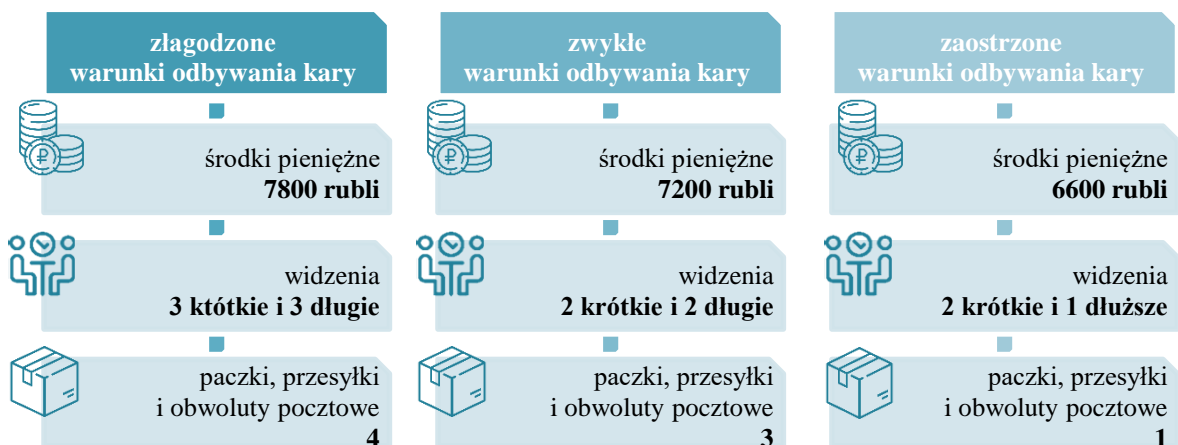 złagodzone
warunki odbywania kary
środki pieniężne
7800 rubli
widzenia
3 któtkie i 3 długie
paczki, przesyłki
i obwoluty pocztowe
4
zwykłe
warunki odbywania kary
środki pieniężne
7200 rubli
widzenia
2 krótkie i 2 długie
paczki, przesyłki
i obwoluty pocztowe
3
zaostrzone
warunki odbywania kary
środki pieniężne
6600 rubli
widzenia
2 krótkie i 1 dłuższe
paczki, przesyłki
i obwoluty pocztowe
1